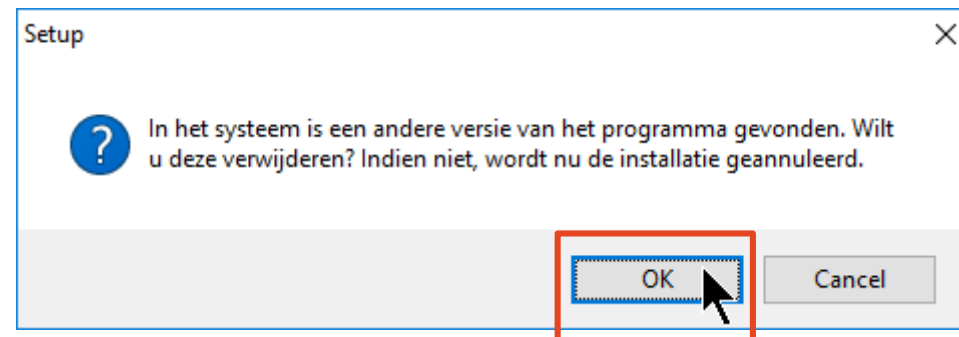 Setup
In het systeem is een andere versie van het programma gevonden. Wilt
u deze verwijderen? Indien niet, wordt nu de installatie geannuleerd.
OK
Cancel